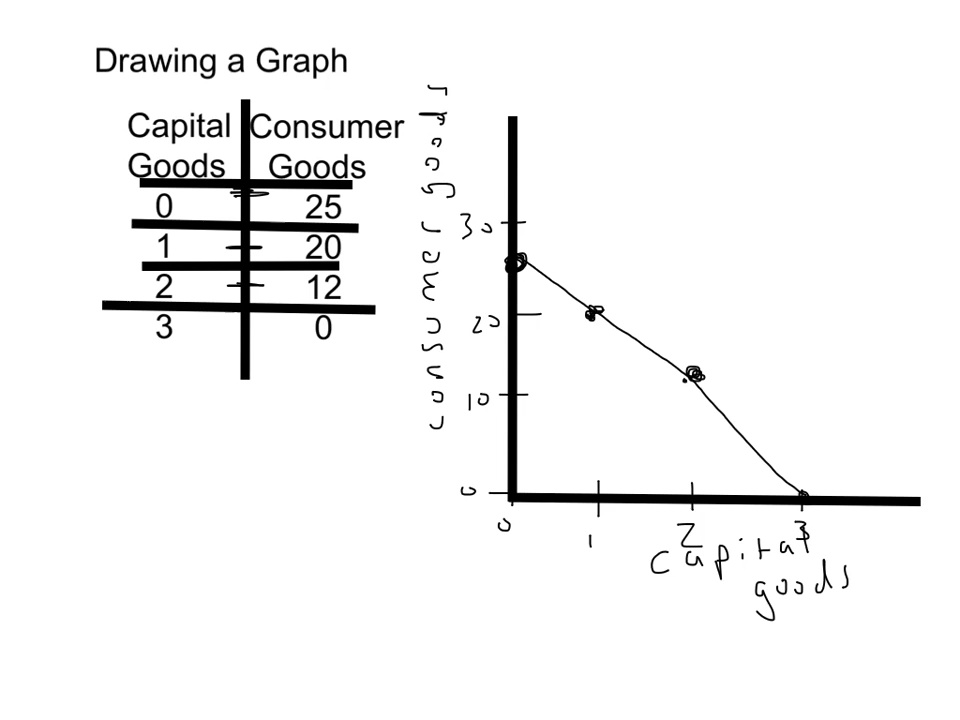 Drawing a Graph
Capital Consumer
Goods Goods
0 25
1 20
2 12
3 0
consumer goods
30
20
10
0
0 1 2 3
capital
goods